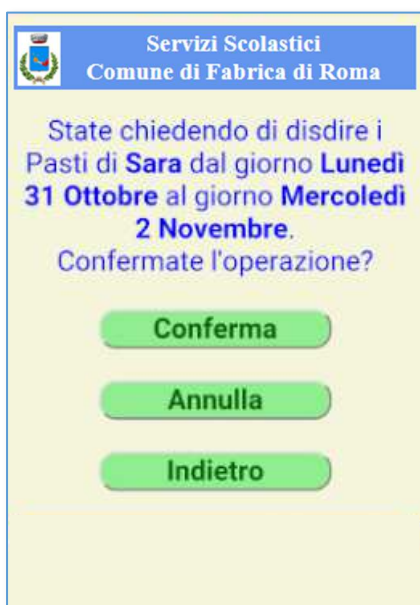 Servizi Scolastici
Comune di Fabrica di Roma
State chiedendo di disdire i
Pasti di Sara dal giorno Lunedì
31 Ottobre al giorno Mercoledì
2 Novembre.
Confermate l'operazione?
Conferma
Annulla
Indietro